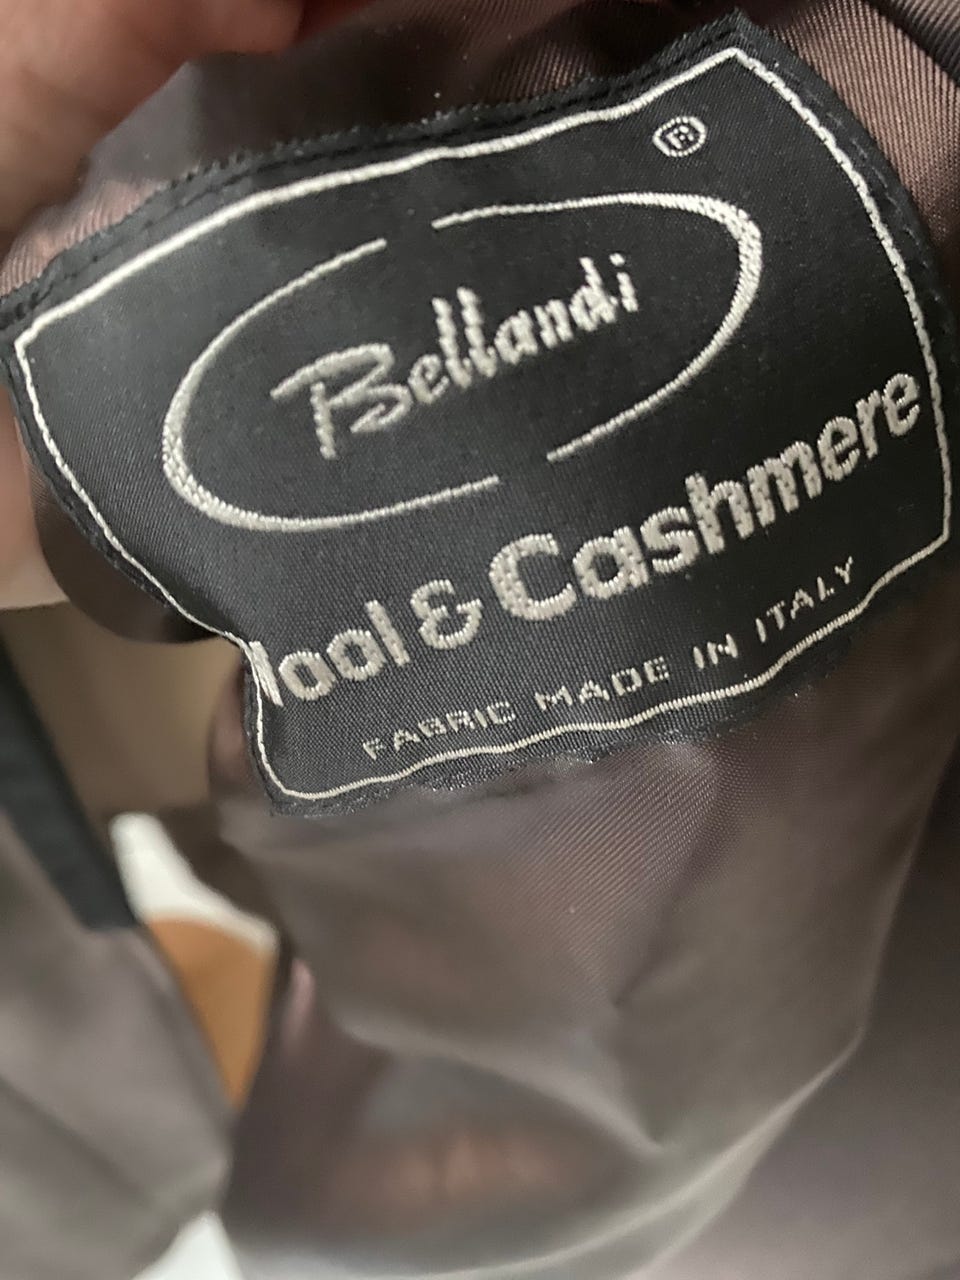 ®
Bellandi
Wool & Cashmere
FABRIC MADE IN ITALY